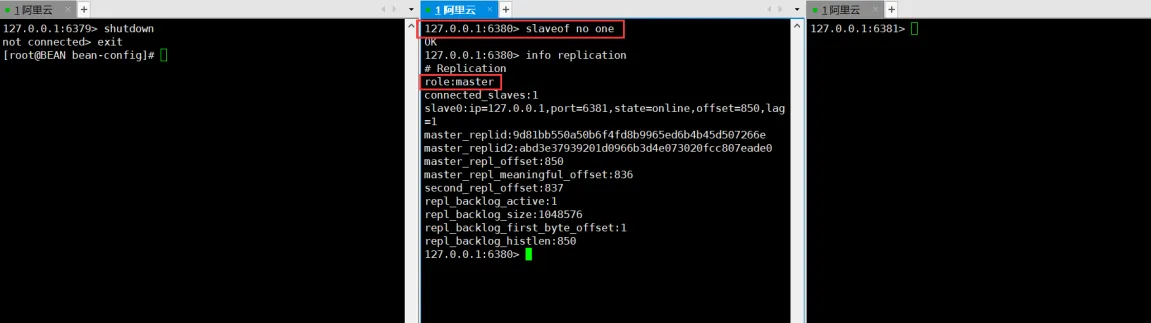 1 阿里云
127.0.0.1:6379> shutdown
not connected> exit
[root@BEAN bean-config]#
1 阿里云
127.0.0.1:6380> slaveof no one
OK
127.0.0.1:6380> info replication
# Replication
role:master
connected_slaves:1
slave0:ip=127.0.0.1,port=6381,state=online,offset=850,lag
=1
master_replid:9d81bb550a50b6f4fd8b9965ed6b4b45d507266e
master_replid2:abd3e37939201d0966b3d4e073020fcc807eade0
master_repl_offset:850
master_repl_meaningful_offset:836
second_repl_offset:837
repl_backlog_active:1
repl_backlog_size:1048576
repl_backlog_first_byte_offset:1
repl_backlog_histlen:850
127.0.0.1:6380>
1 阿里云
127.0.0.1:6381>